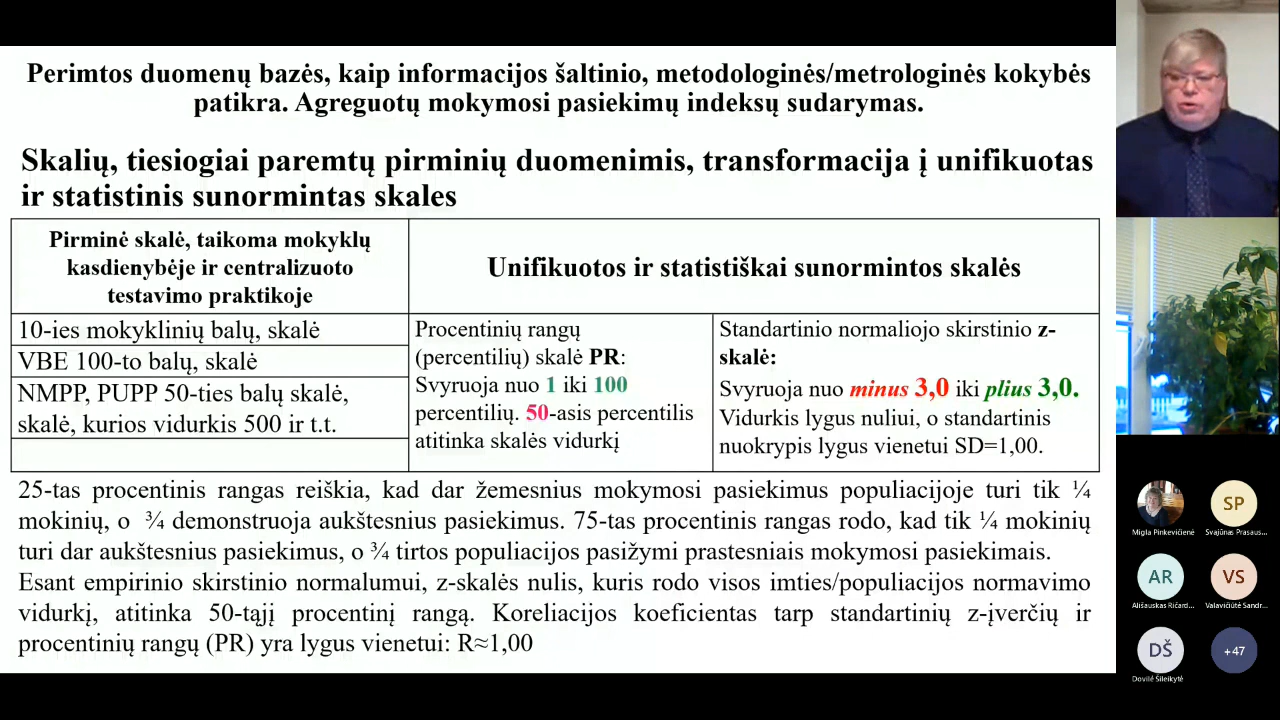 Perimtos duomenų bazės, kaip informacijos šaltinio, metodologinės/metrologinės kokybės
patikra. Agreguotų mokymosi pasiekimų indeksų sudarymas.
Skalių, tiesiogiai paremtų pirminių duomenimis, transformacija į unifikuotas
ir statistinis sunormintas skales
Pirminė skalė, taikoma mokyklų
kasdienybėje ir centralizuoto
testavimo praktikoje
Unifikuotos ir statistiškai sunormintos skalės
10-ies mokyklinių balų, skalė
VBE 100-to balų, skalė
NMPP, PUPP 50-ties balų skalė,
skalė, kurios vidurkis 500 ir t.t.
Procentinių rangų
(percentilių) skalė PR:
Svyruoja nuo 1 iki 100
percentilių. 50-asis percentilis
atitinka skalės vidurkį
Standartinio normaliojo skirstinio z-
skalė:
Svyruoja nuo minus 3,0 iki plius 3,0.
Vidurkis lygus nuliui, o standartinis
nuokrypis lygus vienetui SD=1,00.
25-tas procentinis rangas reiškia, kad dar žemesnius mokymosi pasiekimus populiacijoje turi tik ¼
mokinių, o ¾ demonstruoja aukštesnius pasiekimus. 75-tas procentinis rangas rodo, kad tik ¼ mokinių
turi dar aukštesnius pasiekimus, o ¾ tirtos populiacijos pasižymi prastesniais mokymosi pasiekimais.
Esant empirinio skirstinio normalumui, z-skalės nulis, kuris rodo visos imties/populiacijos normavimo
vidurkį, atitinka 50-tąjį procentinį rangą. Koreliacijos koeficientas tarp standartinių z-įverčių ir
procentinių rangų (PR) yra lygus vienetui: R≈1,00
Migla Pinkevičienė
SP
Svajūnas Prasaus...
AR
Ališauskas Ričard...
VS
Valavičiūtė Sandr...
DŠ
Dovilė Šileikytė
+47